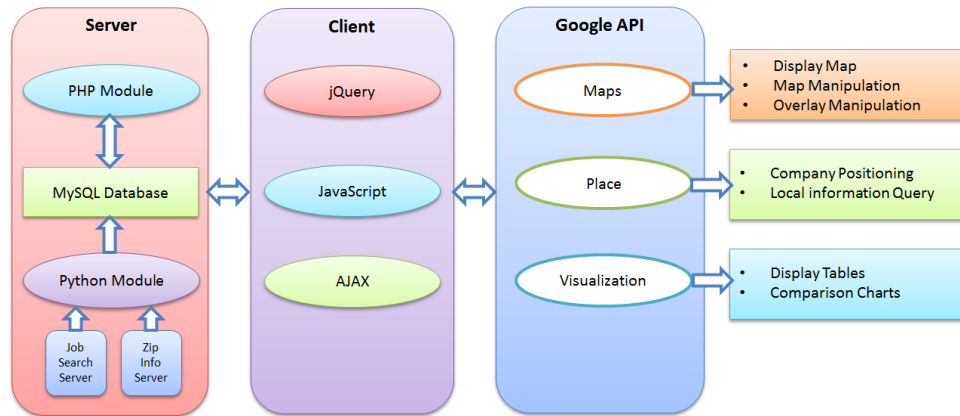 Server
PHP Module
MySQL Database
Python Module
Job
Search
Server
Zip
Info
Server
Client
jQuery
JavaScript
AJAX
Google API
Maps
Place
Visualization
• Display Map
• Map Manipulation
• Overlay Manipulation
• Company Positioning
• Local information Query
• Display Tables
• Comparison Charts